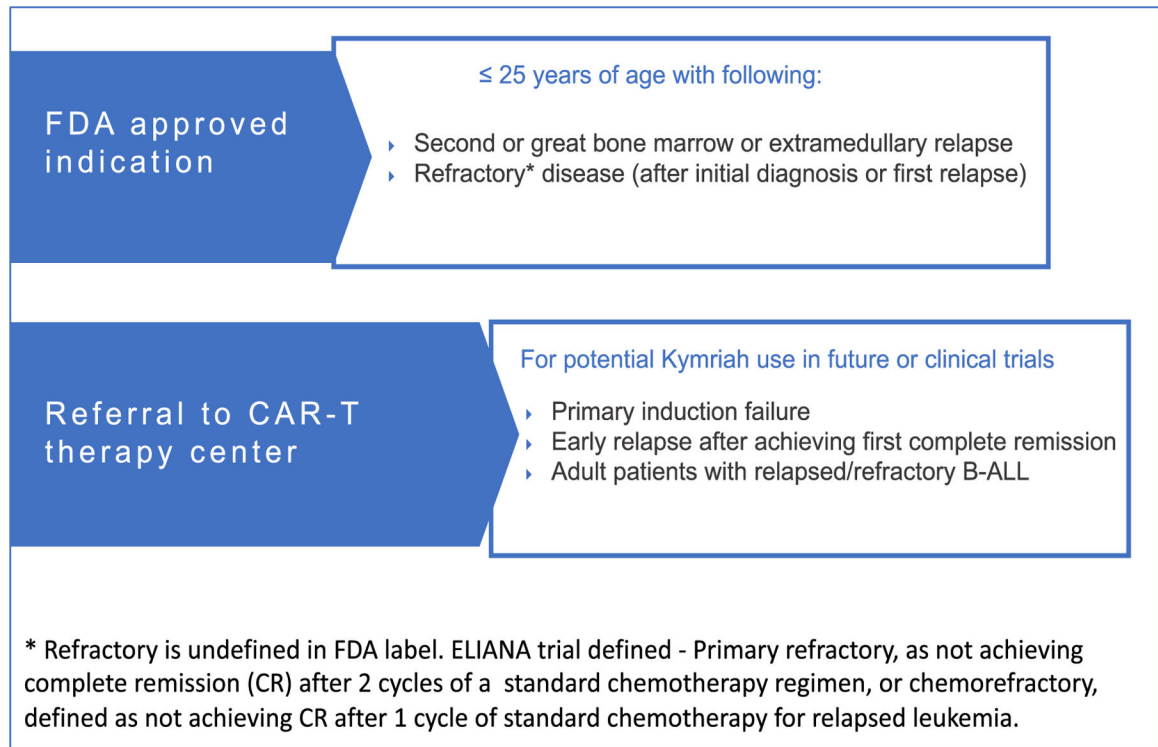 ≤ 25 years of age with following:
FDA approved
indication
‣ Second or great bone marrow or extramedullary relapse
‣ Refractory* disease (after initial diagnosis or first relapse)
For potential Kymriah use in future or clinical trials
Referral to CAR-T
therapy center
‣ Primary induction failure
‣ Early relapse after achieving first complete remission
‣ Adult patients with relapsed/refractory B-ALL
* Refractory is undefined in FDA label. ELIANA trial defined - Primary refractory, as not achieving
complete remission (CR) after 2 cycles of a standard chemotherapy regimen, or chemorefractory,
defined as not achieving CR after 1 cycle of standard chemotherapy for relapsed leukemia.